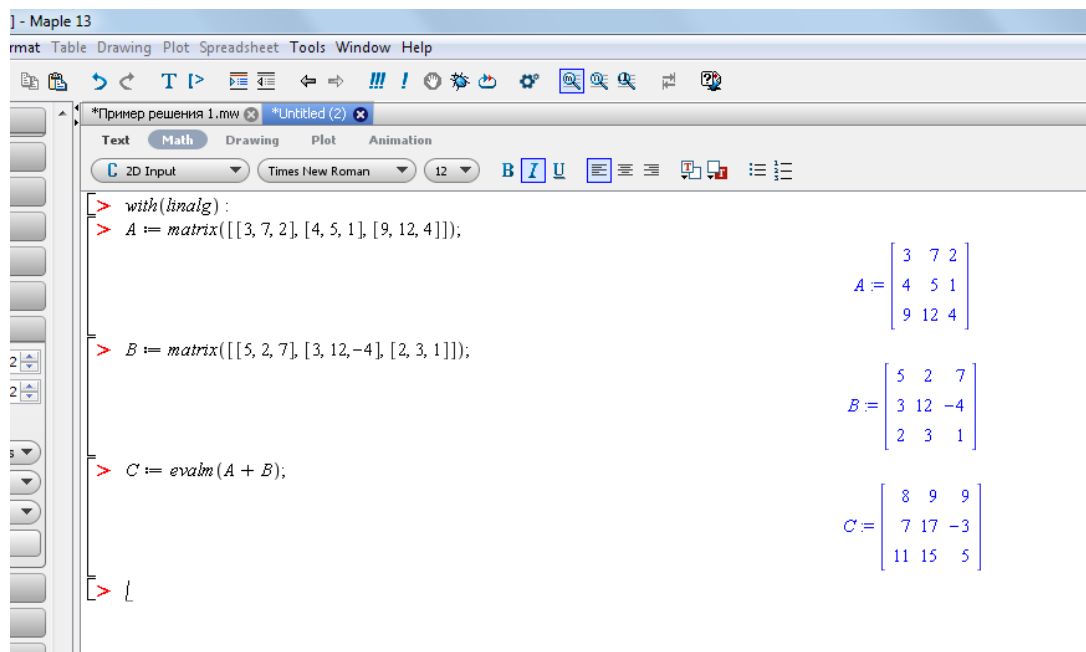 ] - Maple 13
rmat Table Drawing Plot Spreadsheet Tools Window Help
T
*Пример решения 1.mw *Untitled (2)
Text Math Drawing Plot Animation
C 2D Input Times New Roman 12 B I U
> with(linalg) :
> A := matrix([[3, 7, 2], [4, 5, 1], [9, 12, 4]]);
3 7 2
A := 4 5 1
9 12 4
> B := matrix([[5, 2, 7], [3, 12,−4], [2, 3, 1]]);
2
5 2 7
2
B := 3 12 −4
2 3 1
s
> C := evalm(A + B);
8 9 9
C := 7 17 −3
11 15 5
>